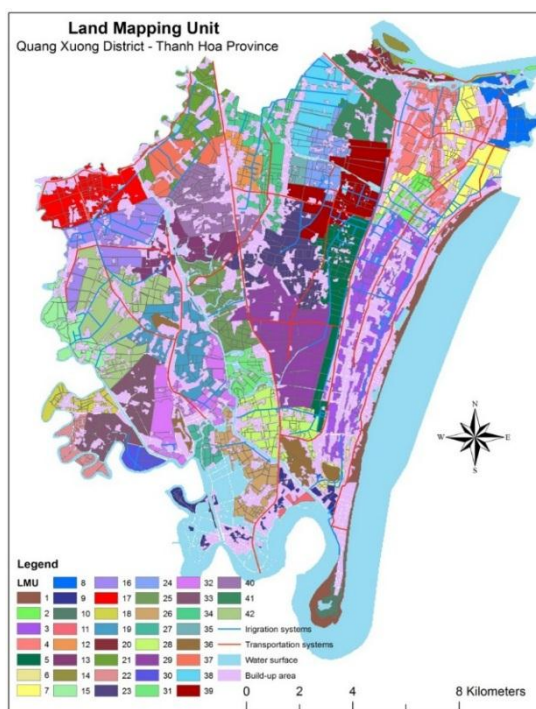 Land Mapping Unit
Quang Xuong District - Thanh Hoa Province
N
W E
S
Legend
LMU 8 16 24 32 40
1 9 17 25 33 41
2 10 18 26 34 42
3 11 19 27 35 Irigration systems
4 12 20 28 36 Transportation systems
5 13 21 29 37 Water surface
6 14 22 30 38 Build-up area
7 15 23 31 39
0 2 4 8 Kilometers